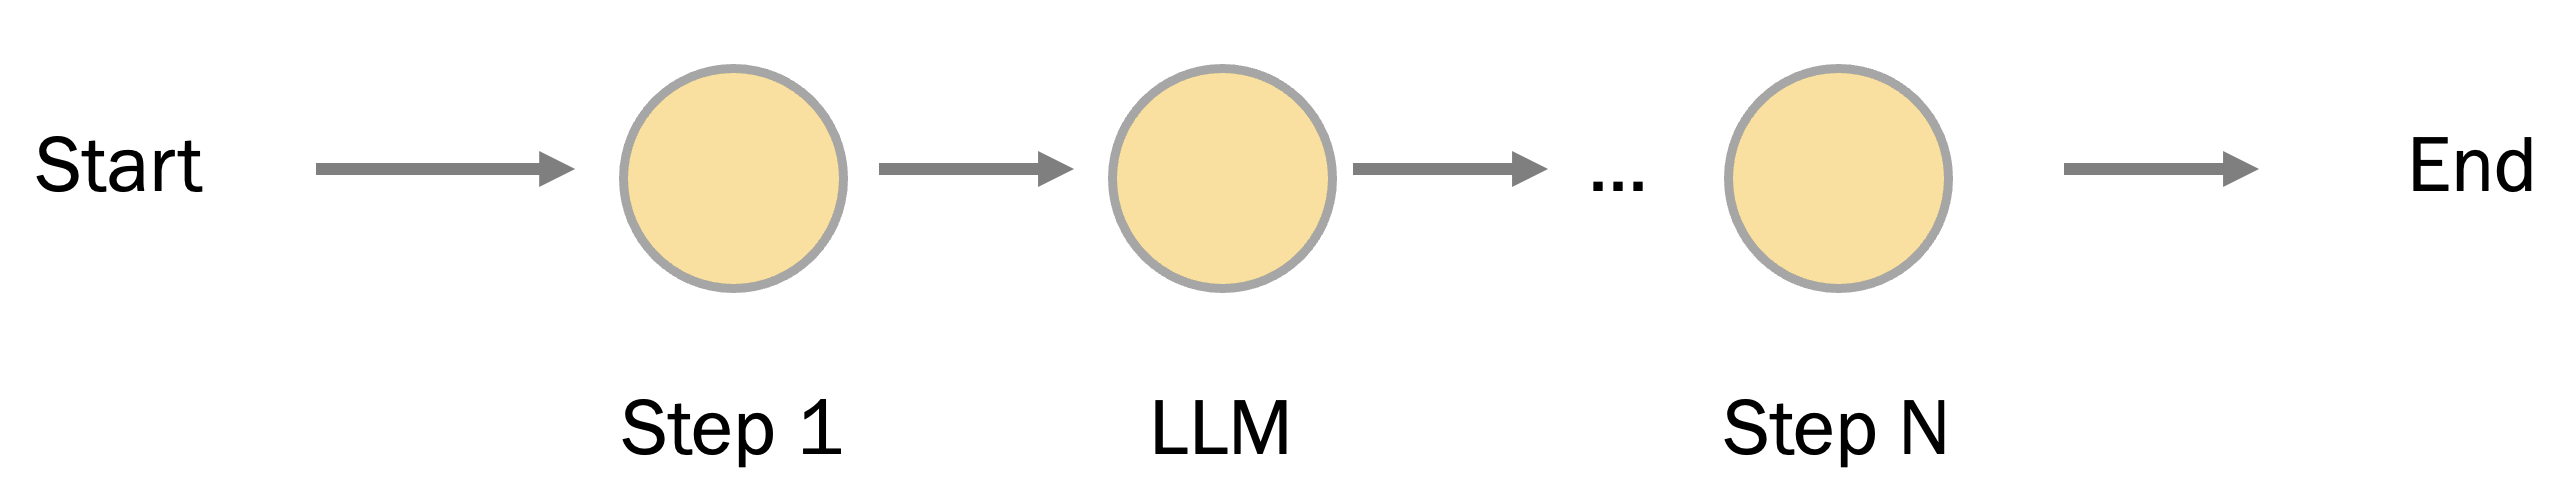 Start
...
End
Step 1
LLM
Step N